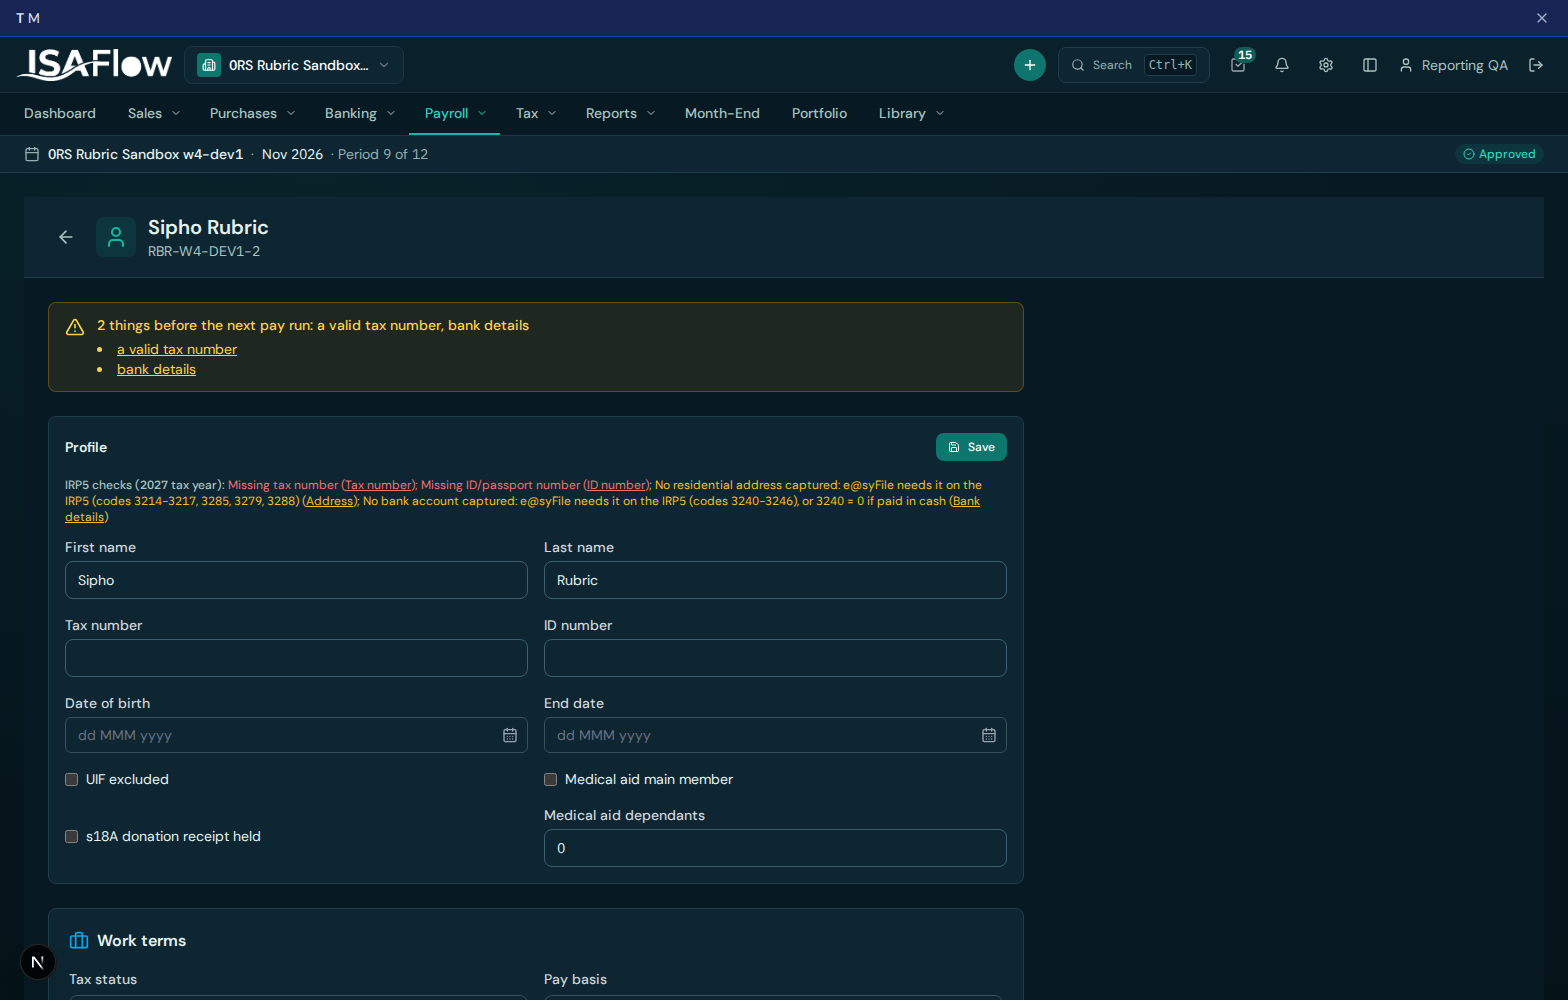 T M
ISAFlow
0RS Rubric Sandbox...
Search Ctrl+K
15
Reporting QA
Dashboard Sales Purchases Banking Payroll Tax Reports Month-End Portfolio Library
0RS Rubric Sandbox w4-dev1 · Nov 2026 · Period 9 of 12
Approved
Sipho Rubric
RBR-W4-DEV1-2
2 things before the next pay run: a valid tax number, bank details
• a valid tax number
• bank details
Profile
Save
IRP5 checks (2027 tax year): Missing tax number (Tax number); Missing ID/passport number (ID number); No residential address captured: e@syFile needs it on the
IRP5 (codes 3214-3217, 3285, 3279, 3288) (Address); No bank account captured: e@syFile needs it on the IRP5 (codes 3240-3246), or 3240 = 0 if paid in cash (Bank
details)
First name Last name
Sipho Rubric
Tax number ID number
Date of birth End date
dd MMM yyyy dd MMM yyyy
UIF excluded Medical aid main member
Medical aid dependants
s18A donation receipt held
0
Work terms
N
Tax status Pay basis